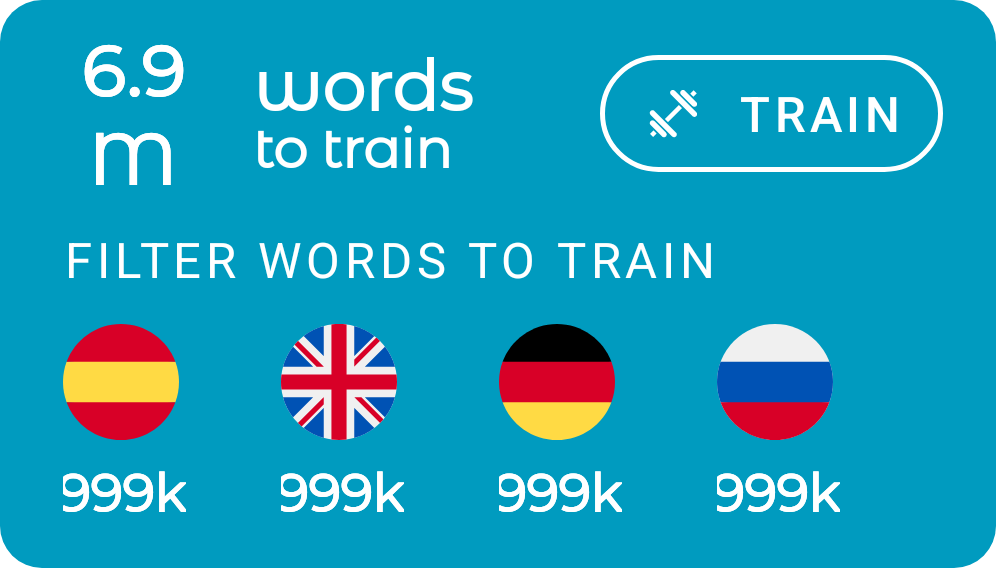 6.9
m
words
to train
TRAIN
FILTER WORDS TO TRAIN
999k 999k 999k 999k